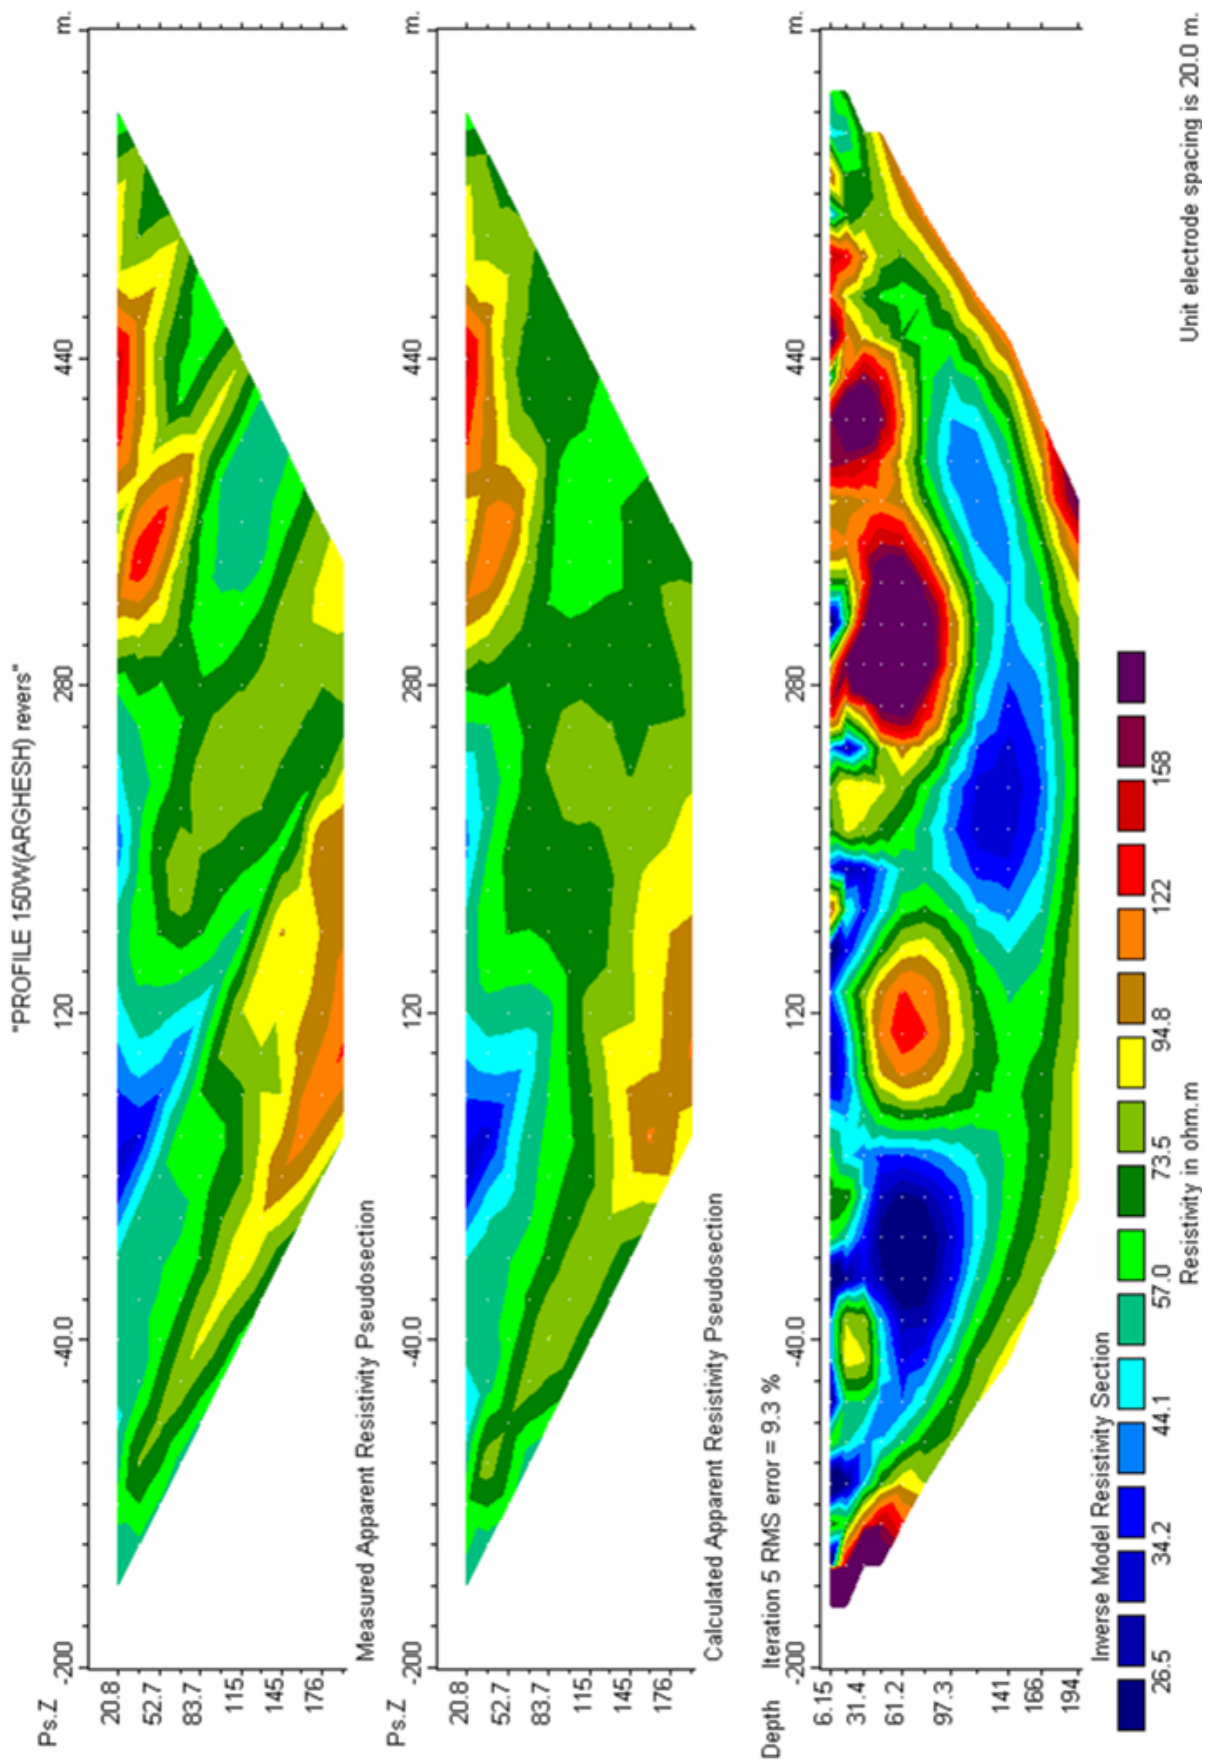 "PROFILE 150W(ARGHESH) revers"
Ps.Z -200 -40.0 120 280 440 m.
20.8
52.7
83.7
115
145
176
Measured Apparent Resistivity Pseudosection
Ps.Z -200 -40.0 120 280 440 m.
20.8
52.7
83.7
115
145
176
Calculated Apparent Resistivity Pseudosection
Depth Iteration 5 RMS error = 9.3 %
-200 -40.0 120 280 440 m.
6.15
31.4
61.2
97.3
141
166
194
Inverse Model Resistivity Section
26.5 34.2 44.1 57.0 73.5 94.8 122 158
Resistivity in ohm.m
Unit electrode spacing is 20.0 m.